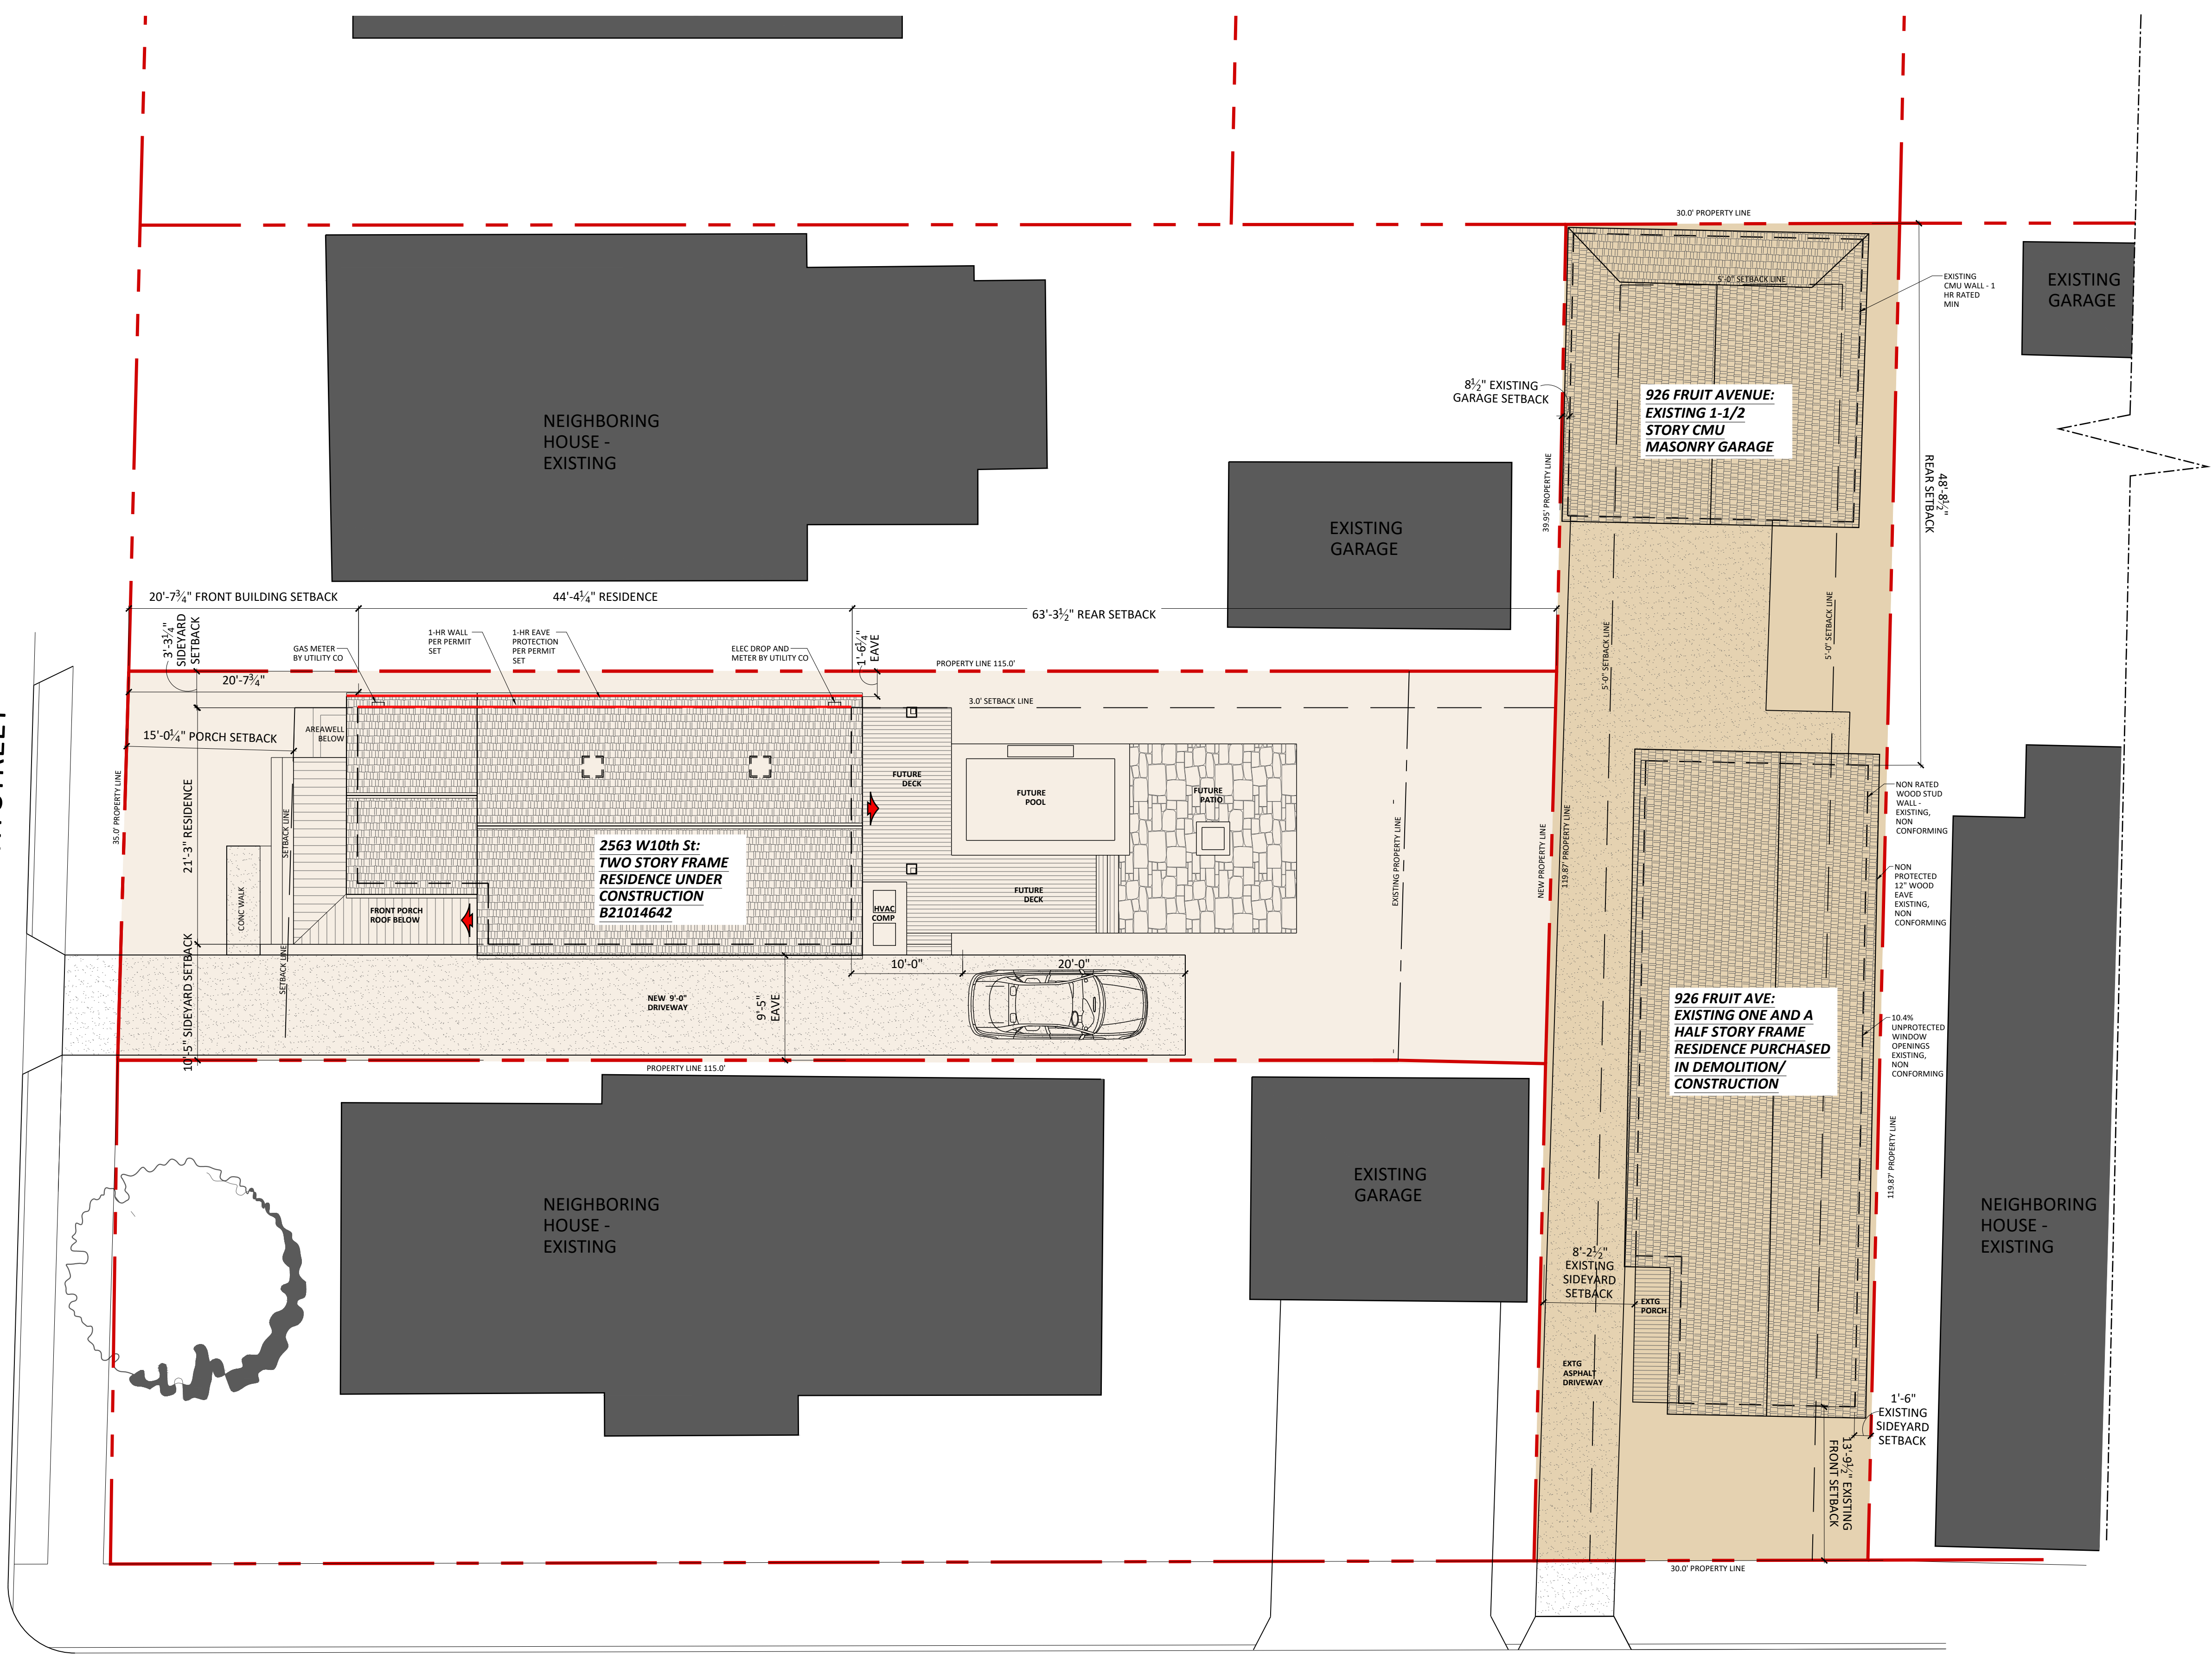 30.0' PROPERTY LINE
EXISTING
CMU WALL - 1
HR RATED
MIN
EXISTING
GARAGE
5'-0" SETBACK LINE
8½" EXISTING
GARAGE SETBACK
926 FRUIT AVENUE:
EXISTING 1-1/2
STORY CMU
MASONRY GARAGE
NEIGHBORING
HOUSE -
EXISTING
39.95' PROPERTY LINE
48'-8½"
REAR SETBACK
EXISTING
GARAGE
20'-7¾" FRONT BUILDING SETBACK
44'-4¼" RESIDENCE
63'-3½" REAR SETBACK
3'-3¼"
SIDEYARD
SETBACK
GAS METER
BY UTILITY CO
1-HR WALL
PER PERMIT
SET
1-HR EAVE
PROTECTION
PER PERMIT
SET
ELEC DROP AND
METER BY UTILITY CO
1'-6¼"
EAVE
PROPERTY LINE 115.0'
5'-0" SETBACK LINE
5'-0" SETBACK LINE
20'-7¾"
3.0' SETBACK LINE
AREAWELL
BELOW
15'-0¼" PORCH SETBACK
35.0' PROPERTY LINE
21'-3" RESIDENCE
SETBACK LINE
FUTURE
DECK
FUTURE
POOL
FUTURE
PATIO
EXISTING PROPERTY LINE
NEW PROPERTY LINE
119.87' PROPERTY LINE
NON RATED
WOOD STUD
WALL -
EXISTING,
NON
CONFORMING
2563 W10th St:
TWO STORY FRAME
RESIDENCE UNDER
CONSTRUCTION
B21014642
CONC WALK
FRONT PORCH
ROOF BELOW
HVAC
COMP
FUTURE
DECK
NON
PROTECTED
12" WOOD
EAVE
EXISTING,
NON
CONFORMING
10'-5" SIDEYARD SETBACK
SETBACK LINE
NEW 9'-0"
DRIVEWAY
9'-5"
EAVE
10'-0"
20'-0"
926 FRUIT AVE:
EXISTING ONE AND A
HALF STORY FRAME
RESIDENCE PURCHASED
IN DEMOLITION/
CONSTRUCTION
10.4%
UNPROTECTED
WINDOW
OPENINGS
EXISTING,
NON
CONFORMING
PROPERTY LINE 115.0'
119.87' PROPERTY LINE
NEIGHBORING
HOUSE -
EXISTING
EXISTING
GARAGE
NEIGHBORING
HOUSE -
EXISTING
8'-2½"
EXISTING
SIDEYARD
SETBACK
EXTG
PORCH
EXTG
ASPHALT
DRIVEWAY
1'-6"
EXISTING
SIDEYARD
SETBACK
13'-9½" EXISTING
FRONT SETBACK
30.0' PROPERTY LINE